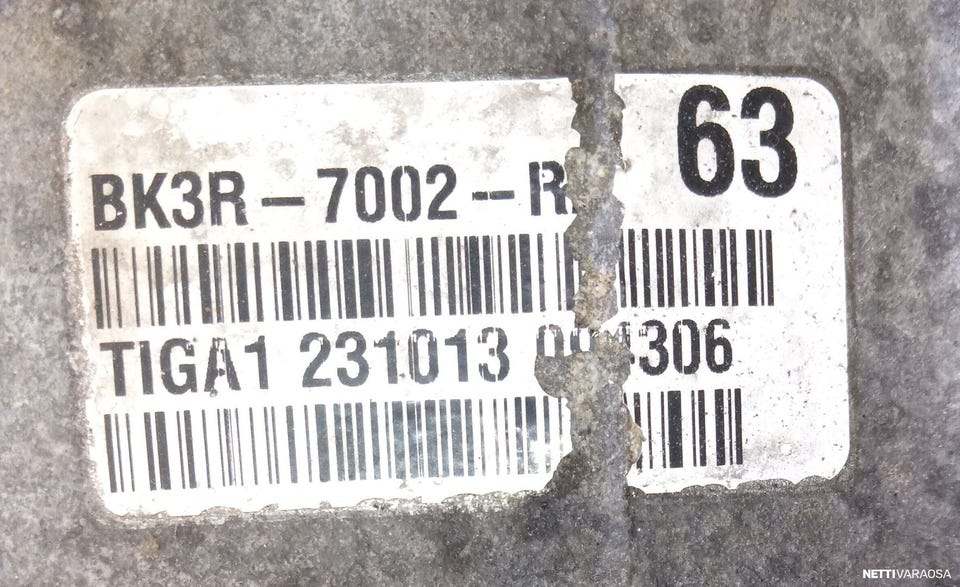 63
BK3R-7002-R
TIGA1 231013 306
NETTIVARAOSA